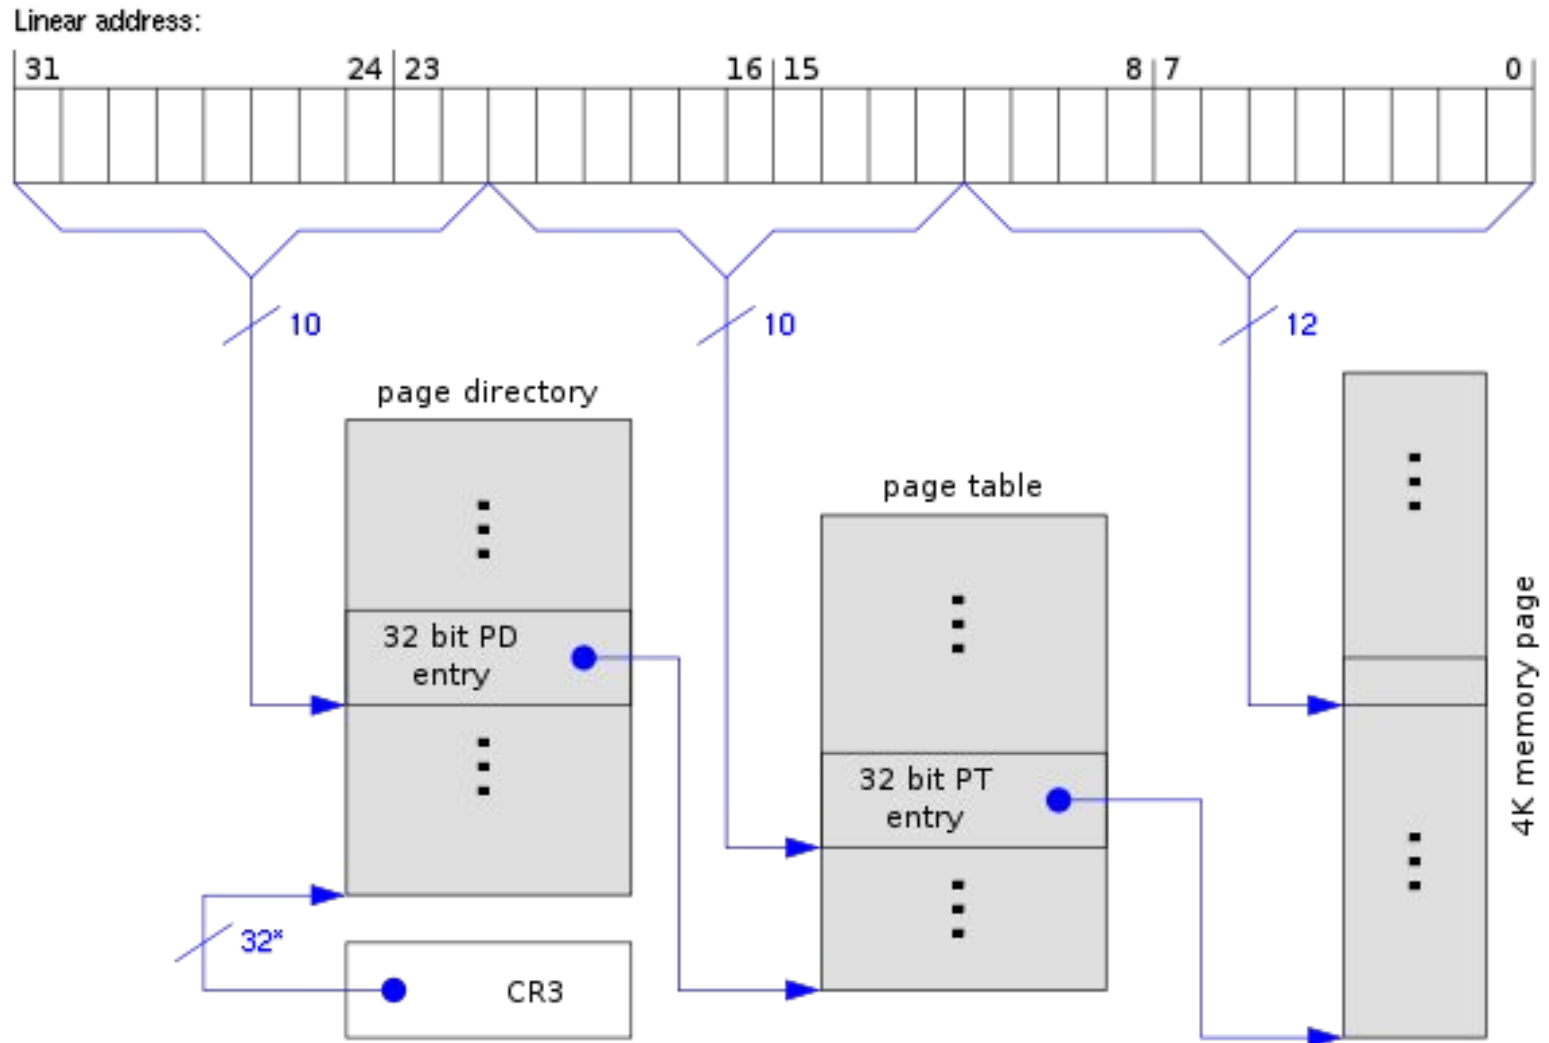 Linear address:
31 24 23 16 15 8 7 0
10 10 12
page directory
page table
32 bit PD
entry
32 bit PT
entry
4K memory page
32*
CR3